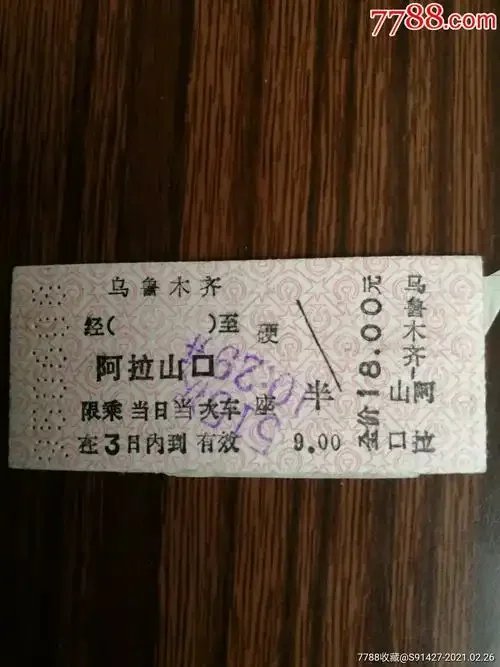 7788.com
乌鲁木齐
经( )至 硬
阿拉山口
限乘当日当次车 座 半
在3日内到有效 9.00
全价18.00元
乌鲁木齐-阿拉
山口
10:29
7788收藏@S91427-2021.02.26